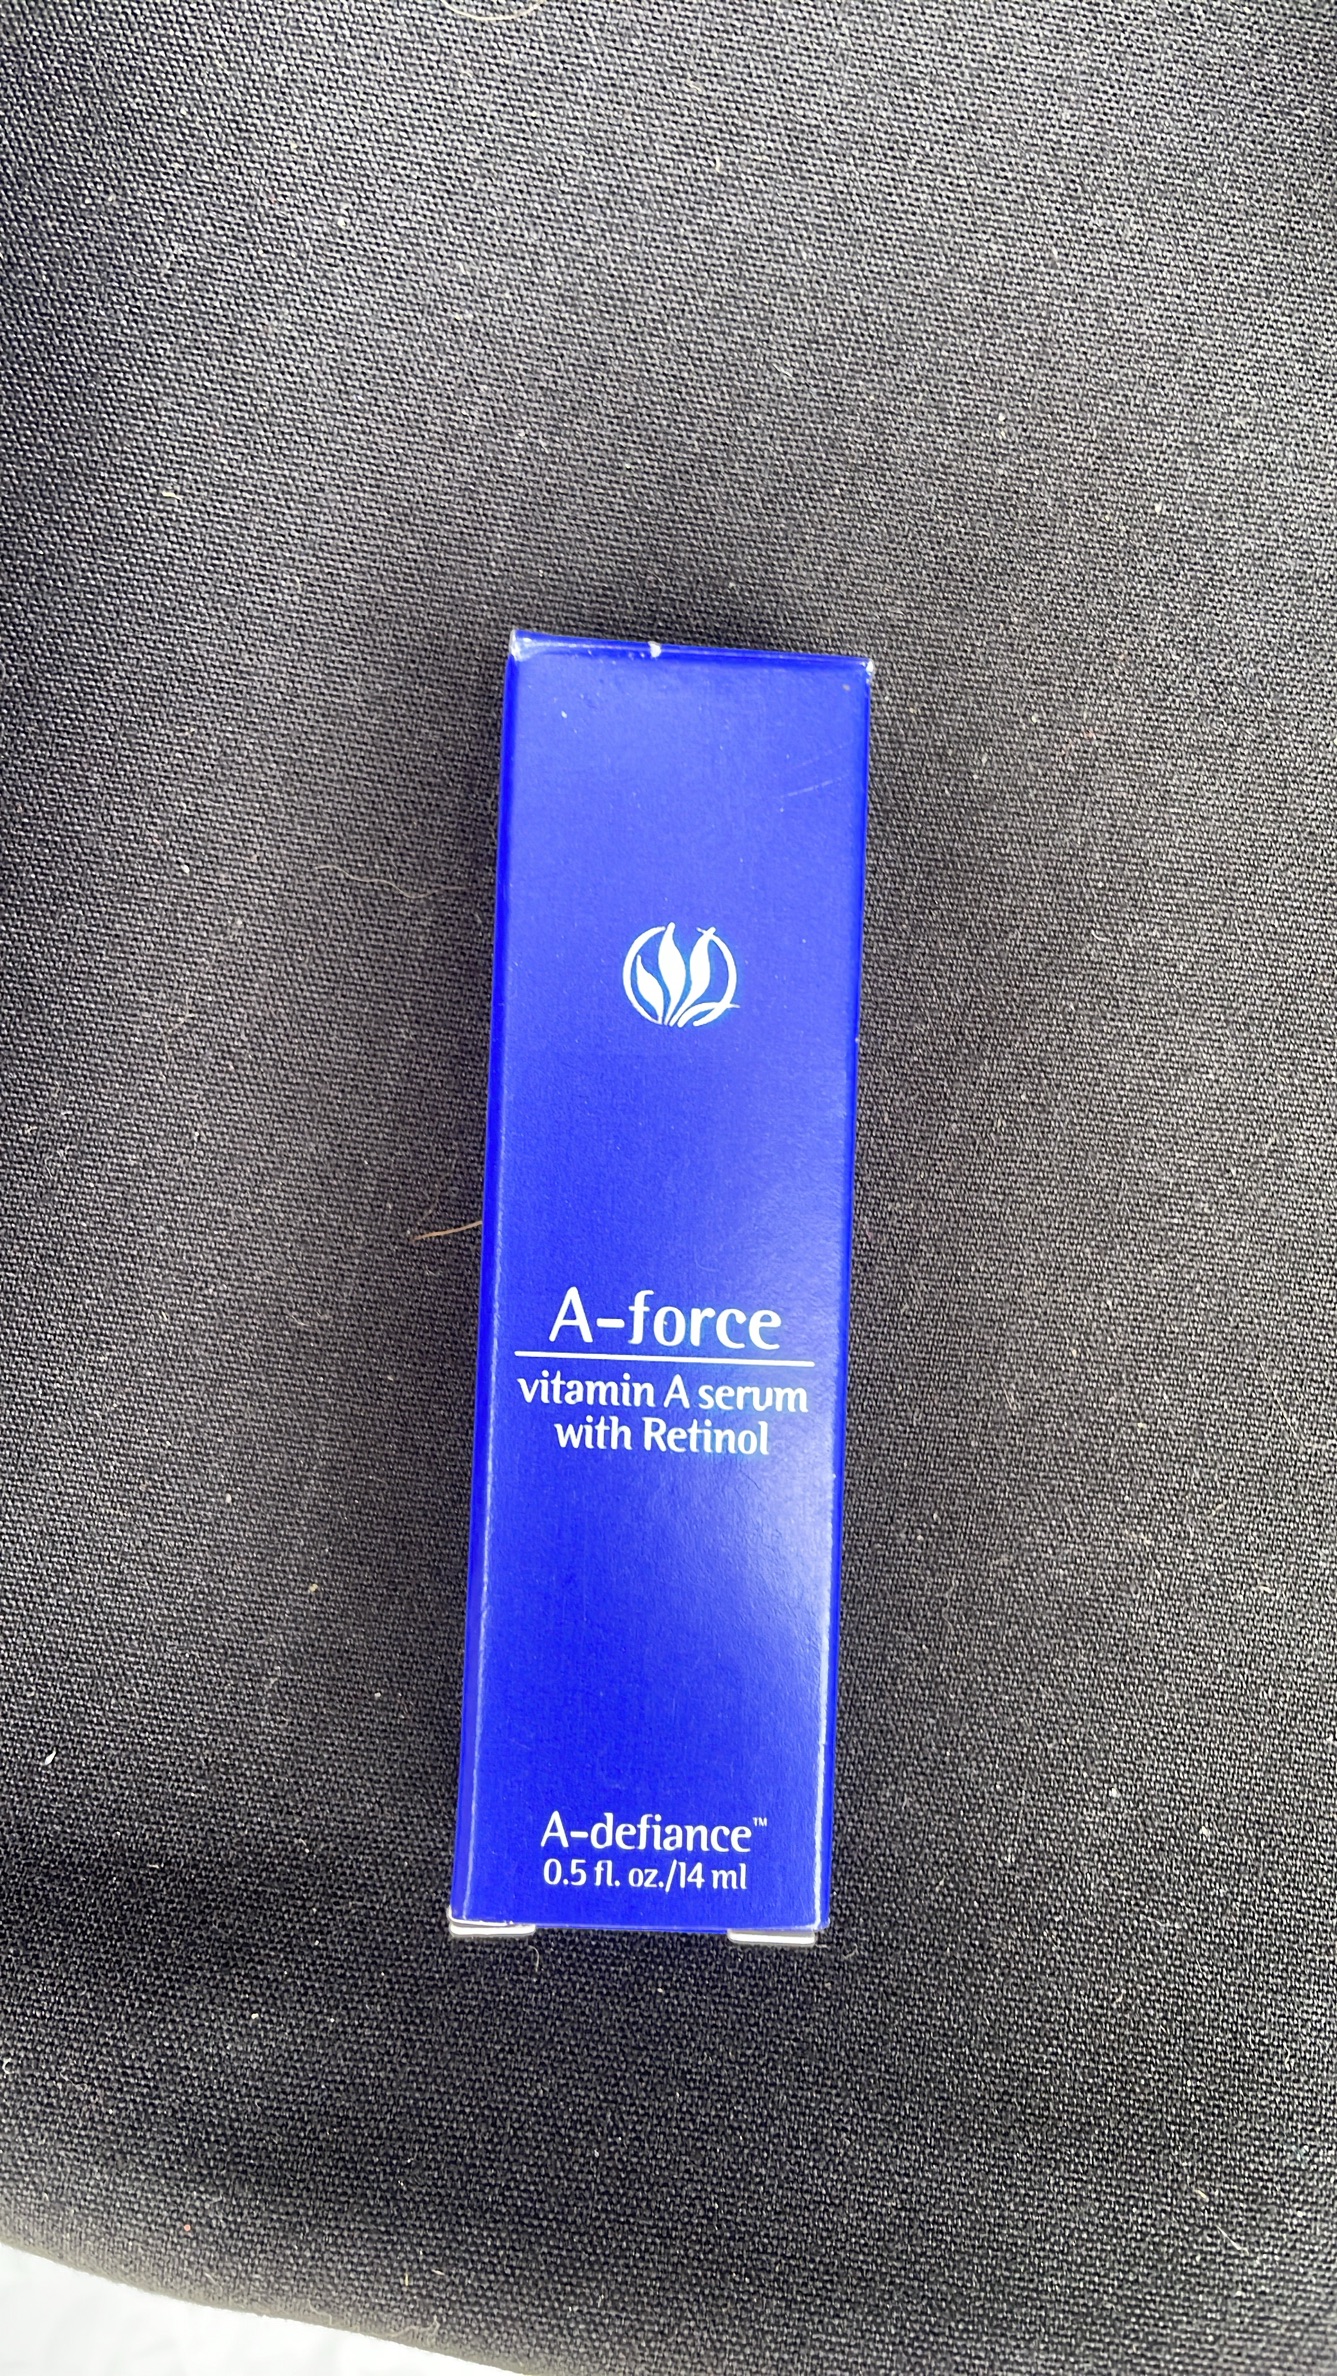 A-force
vitamin A serum
with Retinol
A-defiance™
0.5 fl. oz./14 ml